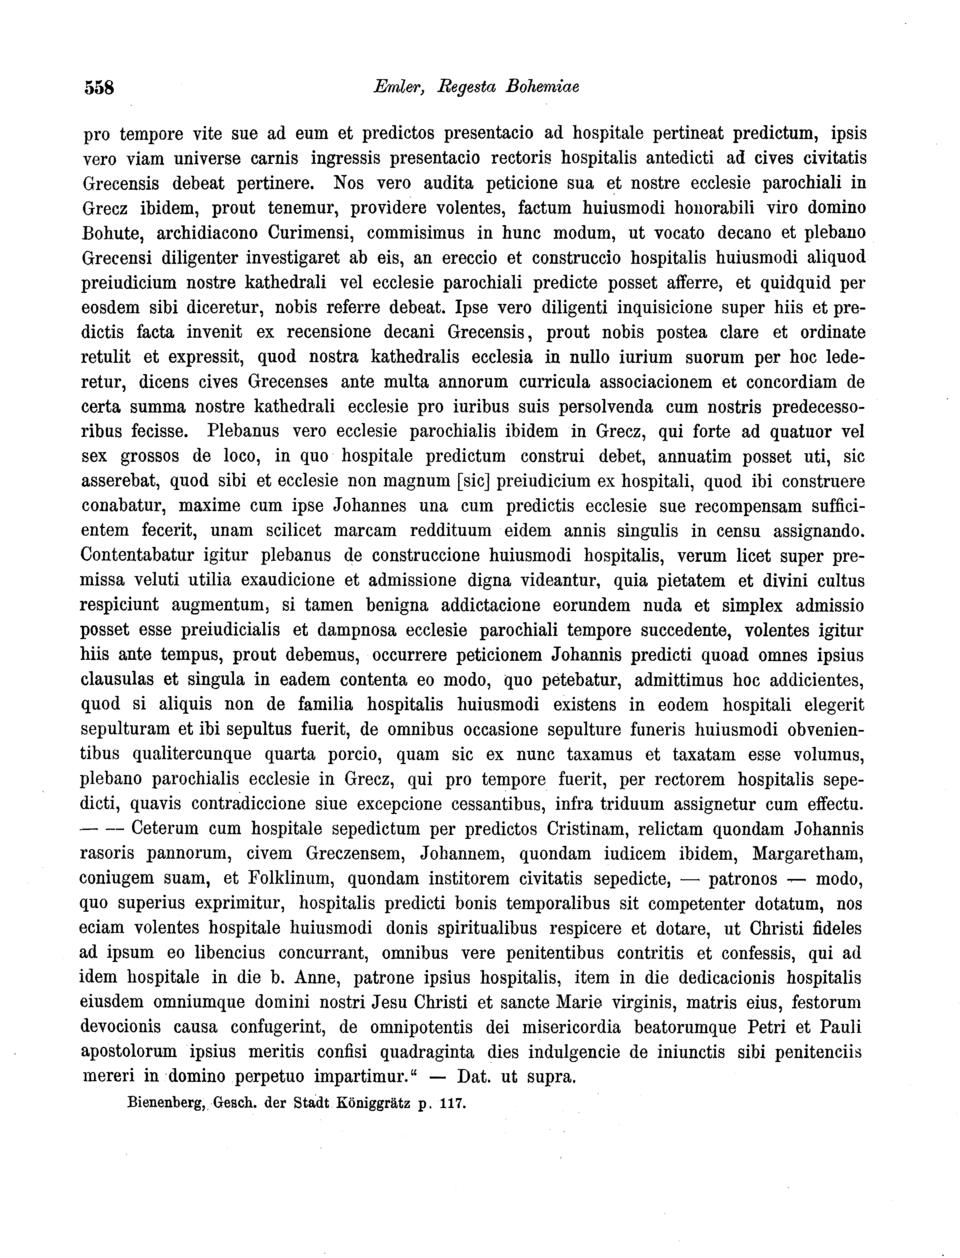 558
Emler, Regesta Bohemiae
pro tempore vite sue ad eum et predictos presentacio ad hospitale pertineat predictum, ipsis
vero viam universe carnis ingressis presentacio rectoris hospitalis antedicti ad cives civitatis
Grecensis debeat pertinere. Nos vero audita peticione sua et nostre ecclesie parochiali in
Grecz ibidem, prout tenemur, providere volentes, factum huiusmodi honorabili viro domino
Bohute, archidiacono Curimensi, commisimus in hunc modum, ut vocato decano et plebano
Grecensi diligenter investigaret ab eis, an ereccio et construccio hospitalis huiusmodi aliquod
preiudicium nostre kathedrali vel ecclesie parochiali predicte posset afferre, et quidquid per
eosdem sibi diceretur, nobis referre debeat. Ipse vero diligenti inquisicione super hiis et pre-
dictis facta invenit ex recensione decani Grecensis, prout nobis postea clare et ordinate
retulit et expressit, quod nostra kathedralis ecclesia in nullo iurium suorum per hoc lede-
retur, dicens cives Grecenses ante multa annorum curricula associacionem et concordiam de
certa summa nostre kathedrali ecclesie pro iuribus suis persolvenda cum nostris predecesso-
ribus fecisse. Plebanus vero ecclesie parochialis ibidem in Grecz, qui forte ad quatuor vel
sex grossos de loco, in quo hospitale predictum construi debet, annuatim posset uti, sic
asserebat, quod sibi et ecclesie non magnum [sic] preiudicium ex hospitali, quod ibi construere
conabatur, maxime cum ipse Johannes una cum predictis ecclesie sue recompensam suffici-
entem fecerit, unam scilicet marcam reddituum eidem annis singulis in censu assignando.
Contentabatur igitur plebanus de construccione huiusmodi hospitalis, verum licet super pre-
missa veluti utilia exaudicione et admissione digna videantur, quia pietatem et divini cultus
respiciunt augmentum, si tamen benigna addictacione eorundem nuda et simplex admissio
posset esse preiudicialis et dampnosa ecclesie parochiali tempore succedente, volentes igitur
hiis ante tempus, prout debemus, occurrere peticionem Johannis predicti quoad omnes ipsius
clausulas et singula in eadem contenta eo modo, quo petebatur, admittimus hoc addicientes,
quod si aliquis non de familia hospitalis huiusmodi existens in eodem hospitali elegerit
sepulturam et ibi sepultus fuerit, de omnibus occasione sepulture funeris huiusmodi obvenien-
tibus qualitercunque quarta porcio, quam sic ex nunc taxamus et taxatam esse volumus,
plebano parochialis ecclesie in Grecz, qui pro tempore fuerit, per rectorem hospitalis sepe-
dicti, quavis contradiccione siue excepcione cessantibus, infra triduum assignetur cum effectu.
— — Ceterum cum hospitale sepedictum per predictos Cristinam, relictam quondam Johannis
rasoris pannorum, civem Greczensem, Johannem, quondam iudicem ibidem, Margaretham,
coniugem suam, et Folklinum, quondam institorem civitatis sepedicte, — patronos — modo,
quo superius exprimitur, hospitalis predicti bonis temporalibus sit competenter dotatum, nos
eciam volentes hospitale huiusmodi donis spiritualibus respicere et dotare, ut Christi fideles
ad ipsum eo libencius concurrant, omnibus vere penitentibus contritis et confessis, qui ad
idem hospitale in die b. Anne, patrone ipsius hospitalis, item in die dedicacionis hospitalis
eiusdem omniumque domini nostri Jesu Christi et sancte Marie virginis, matris eius, festorum
devocionis causa confugerint, de omnipotentis dei misericordia beatorumque Petri et Pauli
apostolorum ipsius meritis confisi quadraginta dies indulgencie de iniunctis sibi penitenciis
mereri in domino perpetuo impartimur.“ — Dat. ut supra.
Bienenberg, Gesch. der Stadt Königgrätz p. 117.